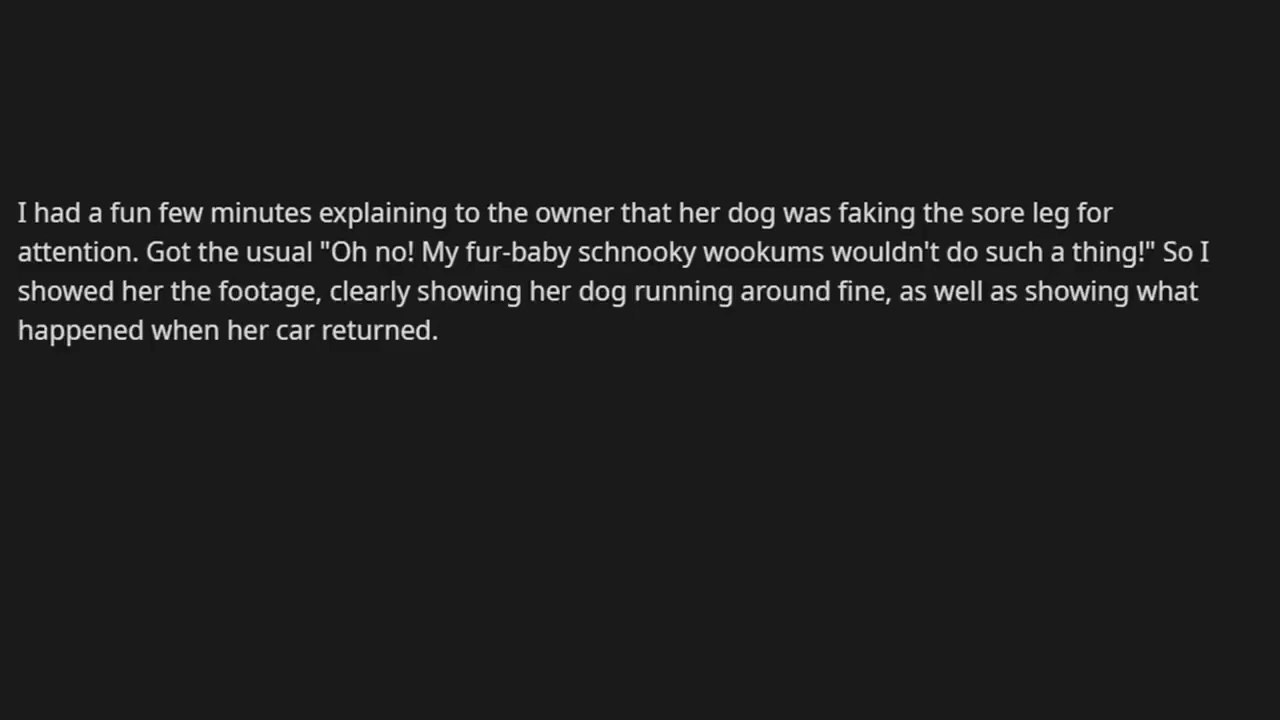 I had a fun few minutes explaining to the owner that her dog was faking the sore leg for
attention. Got the usual "Oh no! My fur-baby schnooky wookums wouldn't do such a thing!" So I
showed her the footage, clearly showing her dog running around fine, as well as showing what
happened when her car returned.